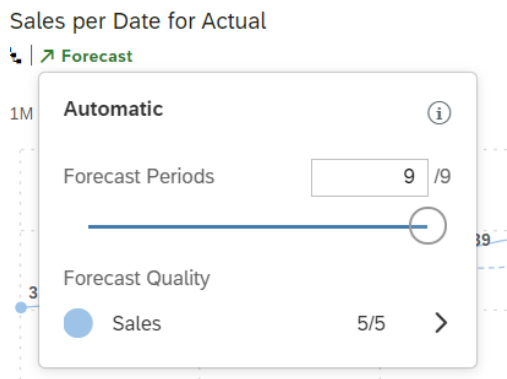 Sales per Date for Actual
Forecast
Automatic
1M
Forecast Periods 9 /9
39
Forecast Quality
3
Sales 5/5